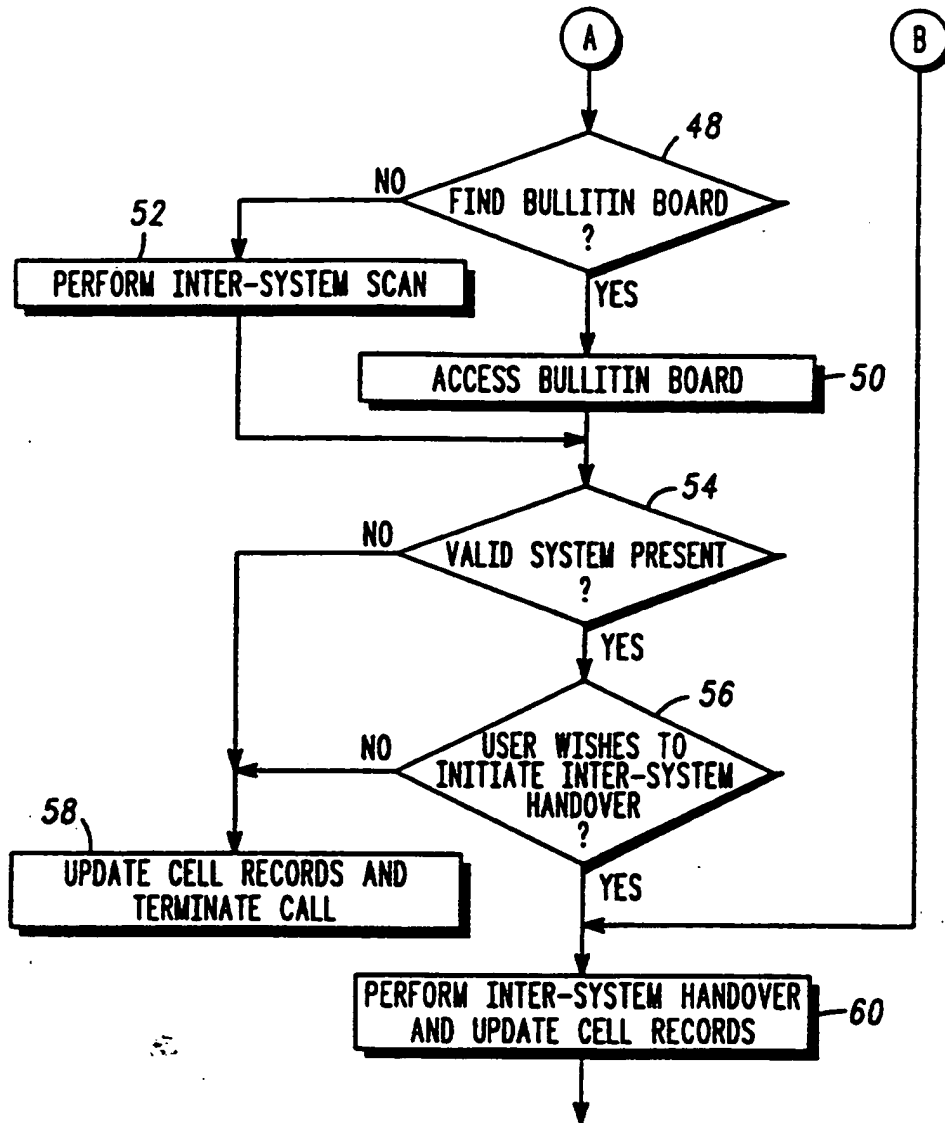 A
B
48
NO
FIND BULLITIN BOARD
?
52
PERFORM INTER-SYSTEM SCAN
YES
ACCESS BULLITIN BOARD
50
54
NO
VALID SYSTEM PRESENT
?
YES
56
NO
USER WISHES TO
INITIATE INTER-SYSTEM
HANDOVER
?
58
UPDATE CELL RECORDS AND
TERMINATE CALL
YES
PERFORM INTER-SYSTEM HANDOVER
AND UPDATE CELL RECORDS
60